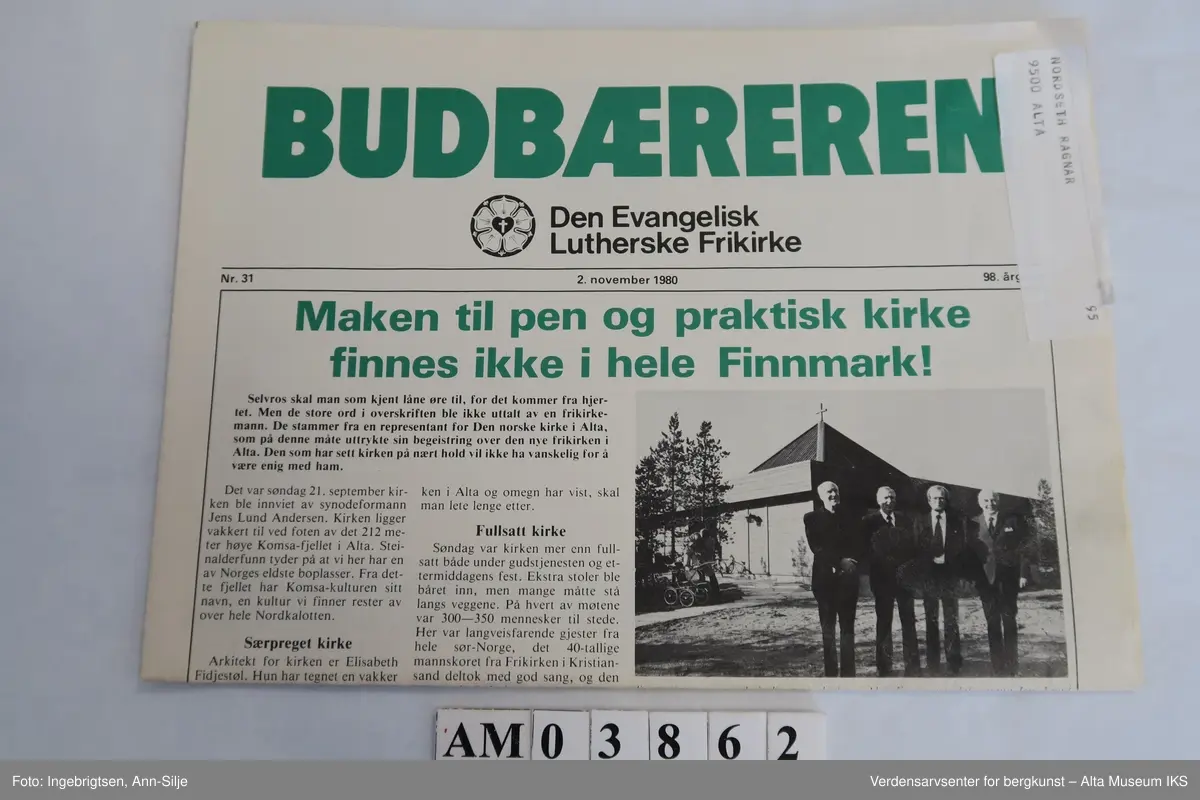 BUDBÆREREN
NORDSETH RAGNAR
9500 ALTA
95
Den Evangelisk
Lutherske Frikirke
Nr. 31
2. november 1980
98. årg
Maken til pen og praktisk kirke
finnes ikke i hele Finnmark!
Selvros skal man som kjent låne øre til, for det kommer fra hjer-
tet. Men de store ord i overskriften ble ikke uttalt av en frikirke-
mann. De stammer fra en representant for Den norske kirke i Alta,
som på denne måte uttrykte sin begeistring over den nye frikirken i
Alta. Den som har sett kirken på nært hold vil ikke ha vanskelig for å
være enig med ham.
Det var søndag 21. september kir-
ken ble innviet av synodeformann
Jens Lund Andersen. Kirken ligger
vakkert til ved foten av det 212 me-
ter høye Komsa-fjellet i Alta. Stei-
nalderfunn tyder på at vi her har en
av Norges eldste boplasser. Fra det-
te fjellet har Komsa-kulturen sitt
navn, en kultur vi finner rester av
over hele Nordkalotten.
Særpreget kirke
Arkitekt for kirken er Elisabeth
Fidjestøl. Hun har tegnet en vakker
ken i Alta og omegn har vist, skal
man lete lenge etter.
Fullsatt kirke
Søndag var kirken mer enn full-
satt både under gudstjenesten og et-
termiddagens fest. Ekstra stoler ble
båret inn, men mange måtte stå
langs veggene. På hvert av møtene
var 300—350 mennesker til stede.
Her var langveisfarende gjester fra
hele sør-Norge, det 40-tallige
mannskoret fra Frikirken i Kristian-
sand deltok med god sang, og den
AM03862
Foto: Ingebrigtsen, Ann-Silje
Verdensarvsenter for bergkunst – Alta Museum IKS